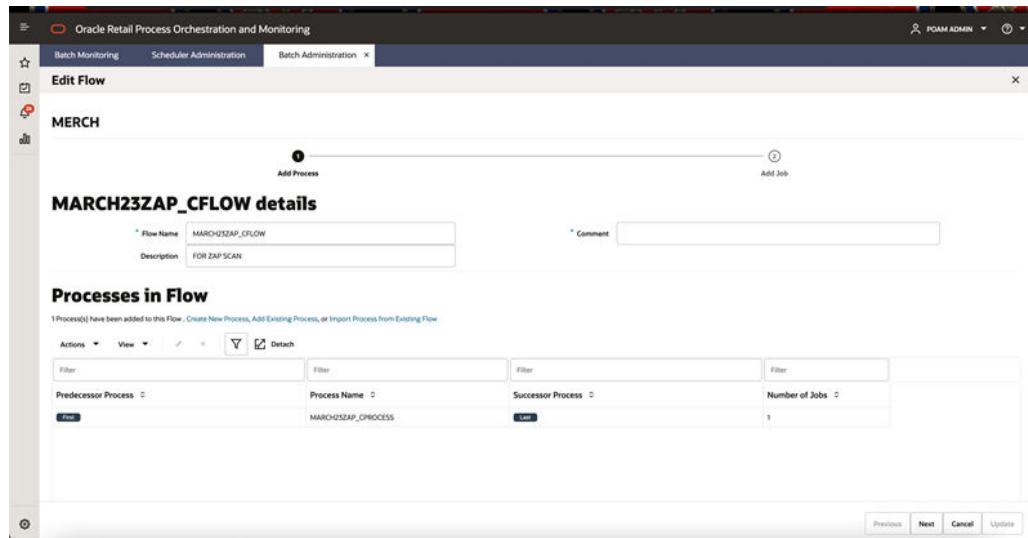 Oracle Retail Process Orchestration and Monitoring
POAM ADMIN
Batch Monitoring Scheduler Administration Batch Administration ×
Edit Flow ×
MERCH
1 2
Add Process Add Job
MARCH23ZAP_CFLOW details
* Flow Name MARCH23ZAP_CFLOW * Comment
Description FOR ZAP SCAN
Processes in Flow
1 Process(s) have been added to this Flow . Create New Process, Add Existing Process, or Import Process from Existing Flow
Actions View Detach
Filter Filter Filter Filter
Predecessor Process Process Name Successor Process Number of Jobs
First MARCH23ZAP_CPROCESS Last 1
Previous Next Cancel Update